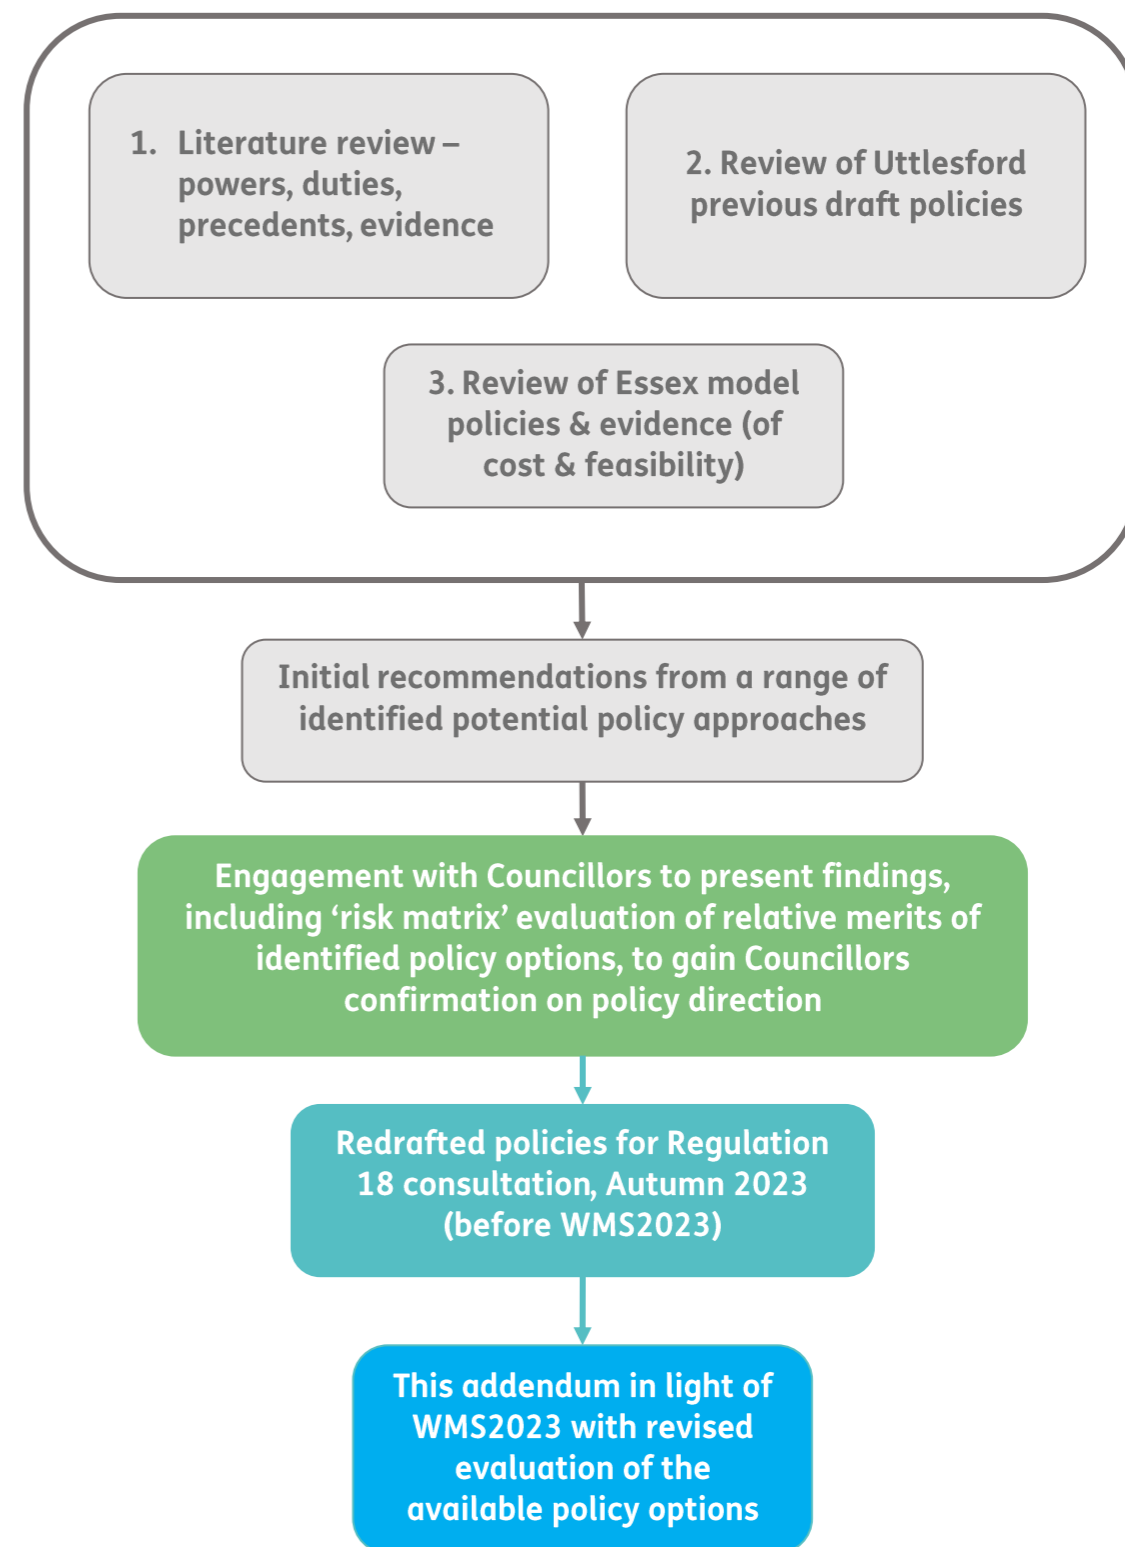 1. Literature review –
powers, duties,
precedents, evidence
2. Review of Uttlesford
previous draft policies
3. Review of Essex model
policies & evidence (of
cost & feasibility)
Initial recommendations from a range of
identified potential policy approaches
Engagement with Councillors to present findings,
including ‘risk matrix’ evaluation of relative merits of
identified policy options, to gain Councillors
confirmation on policy direction
Redrafted policies for Regulation
18 consultation, Autumn 2023
(before WMS2023)
This addendum in light of
WMS2023 with revised
evaluation of the
available policy options